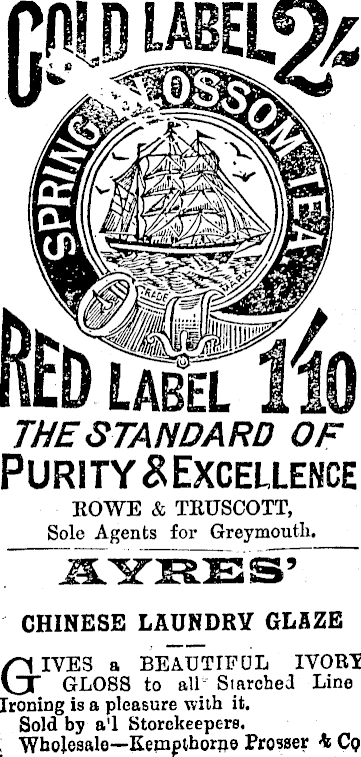 GOLD LABEL 2/-
SPRING BLOSSOM TEA
TRADE MARK
RED LABEL 1/10
THE STANDARD OF
PURITY & EXCELLENCE
ROWE & TRUSCOTT,
Sole Agents for Greymouth.
AYRES'
CHINESE LAUNDRY GLAZE
GIVES a BEAUTIFUL IVORY
GLOSS to all Starched Line
Ironing is a pleasure with it.
Sold by a'l Storekeepers.
Wholesale—Kempthorne Prosser & Co